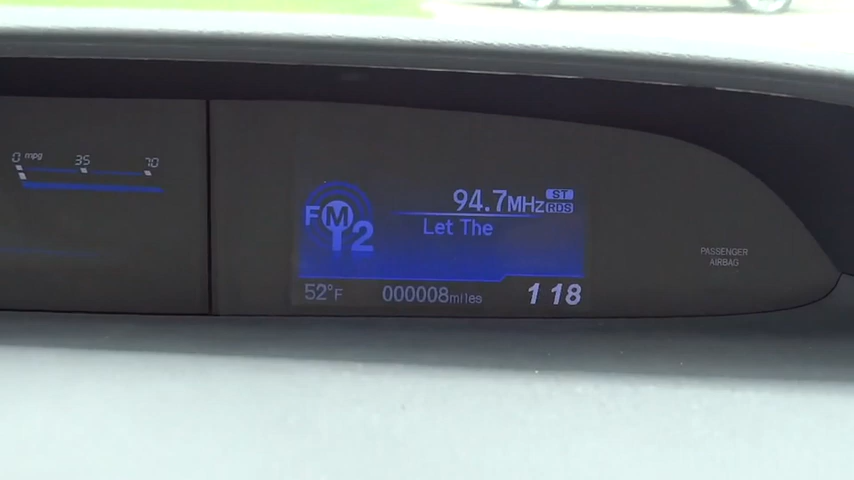 0 mpg 35 70
94.7MHz ST
RDS
FM2
Let The
PASSENGER
AIRBAG
52°F 000008miles 1 18